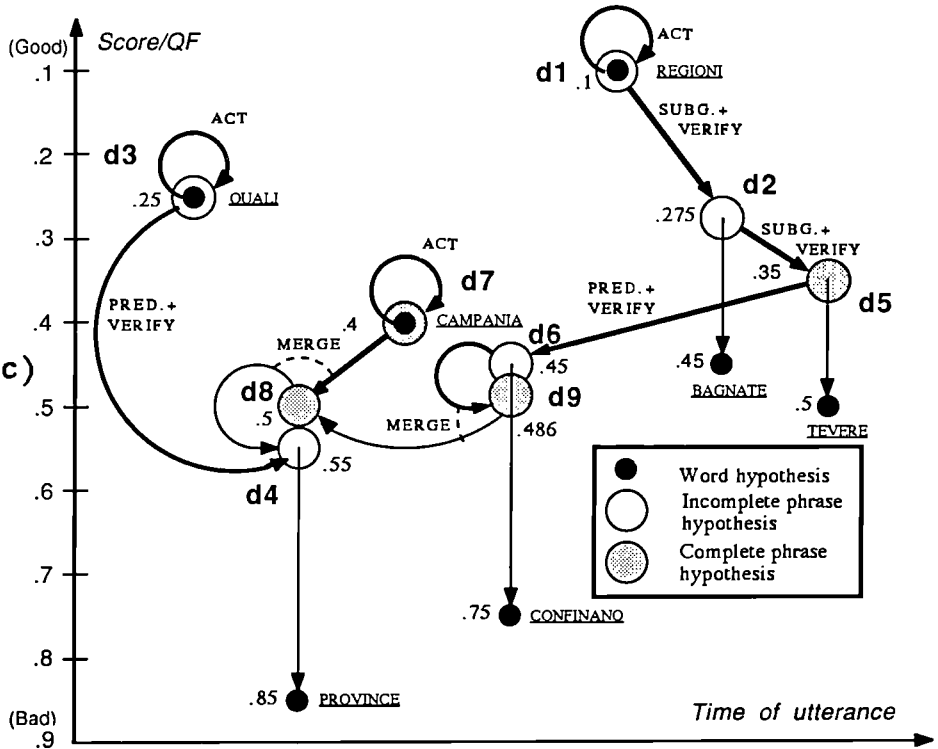 (Good)
Score/QF
.1
.2
.3
.4
.5
.6
.7
.8
(Bad)
.9
c)
Time of utterance
ACT
d1
.1
REGIONI
SUBG.+
VERIFY
d2
.275
SUBG.+
VERIFY
.35
d5
ACT
d3
.25
QUALI
PRED.+
VERIFY
ACT
d7
.4
CAMPANIA
PRED.+
VERIFY
d6
.45
MERGE
d8
.5
MERGE
d9
.486
.55
d4
.45
BAGNATE
.5
TEVERE
.75
CONFINANO
.85
PROVINCE
Word hypothesis
Incomplete phrase
hypothesis
Complete phrase
hypothesis